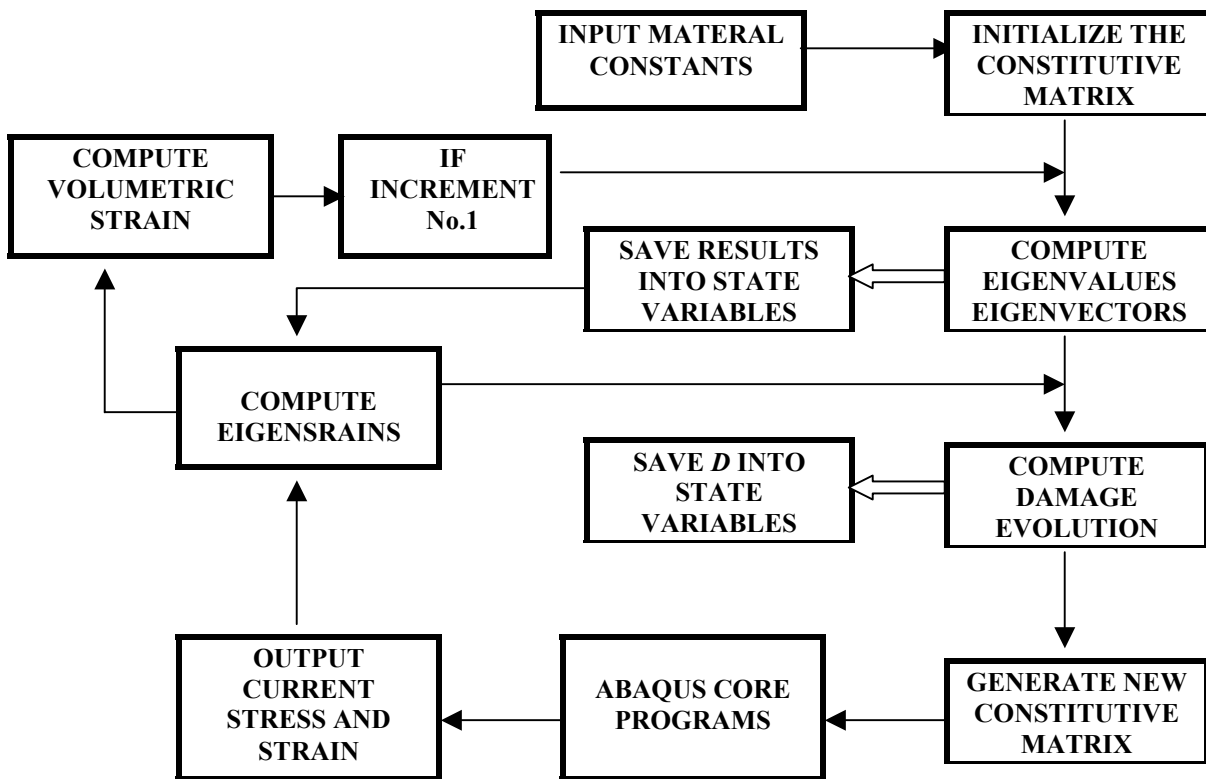 INPUT MATERAL
CONSTANTS
INITIALIZE THE
CONSTITUTIVE
MATRIX
COMPUTE
VOLUMETRIC
STRAIN
IF
INCREMENT
No.1
SAVE RESULTS
INTO STATE
VARIABLES
COMPUTE
EIGENVALUES
EIGENVECTORS
COMPUTE
EIGENSRAINS
SAVE D INTO
STATE
VARIABLES
COMPUTE
DAMAGE
EVOLUTION
OUTPUT
CURRENT
STRESS AND
STRAIN
ABAQUS CORE
PROGRAMS
GENERATE NEW
CONSTITUTIVE
MATRIX